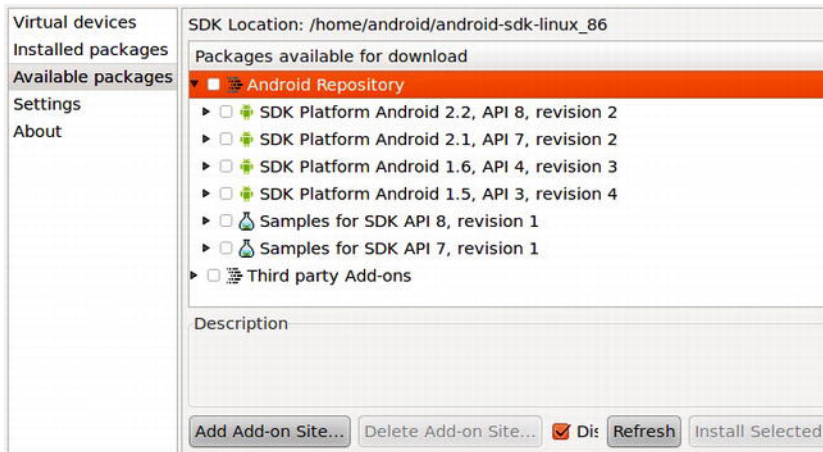 Virtual devices
Installed packages
Available packages
Settings
About
SDK Location: /home/android/android-sdk-linux_86
Packages available for download
Android Repository
SDK Platform Android 2.2, API 8, revision 2
SDK Platform Android 2.1, API 7, revision 2
SDK Platform Android 1.6, API 4, revision 3
SDK Platform Android 1.5, API 3, revision 4
Samples for SDK API 8, revision 1
Samples for SDK API 7, revision 1
Third party Add-ons
Description
Add Add-on Site... Delete Add-on Site... Dis Refresh Install Selected